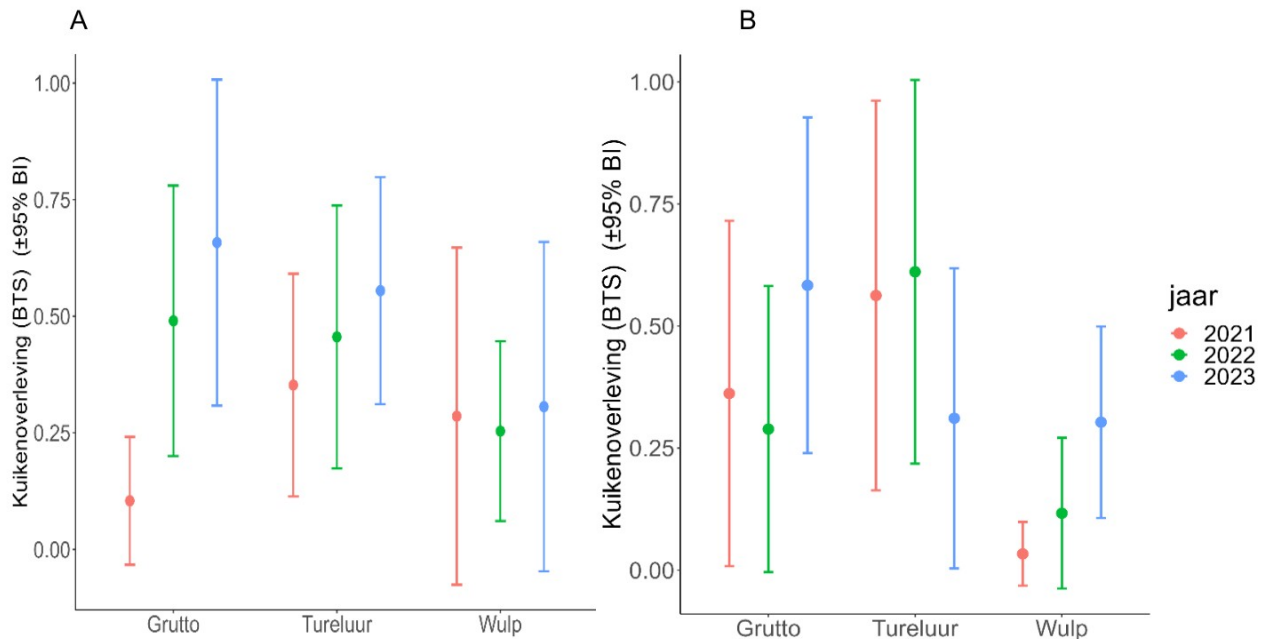 A
Kuikenoverleving (BTS)  (±95% BI)
1.00
0.75
0.50
0.25
0.00
Grutto
Tureluur
Wulp
B
Kuikenoverleving (BTS)  (±95% BI)
1.00
0.75
0.50
0.25
0.00
Grutto
Tureluur
Wulp
jaar
2021
2022
2023